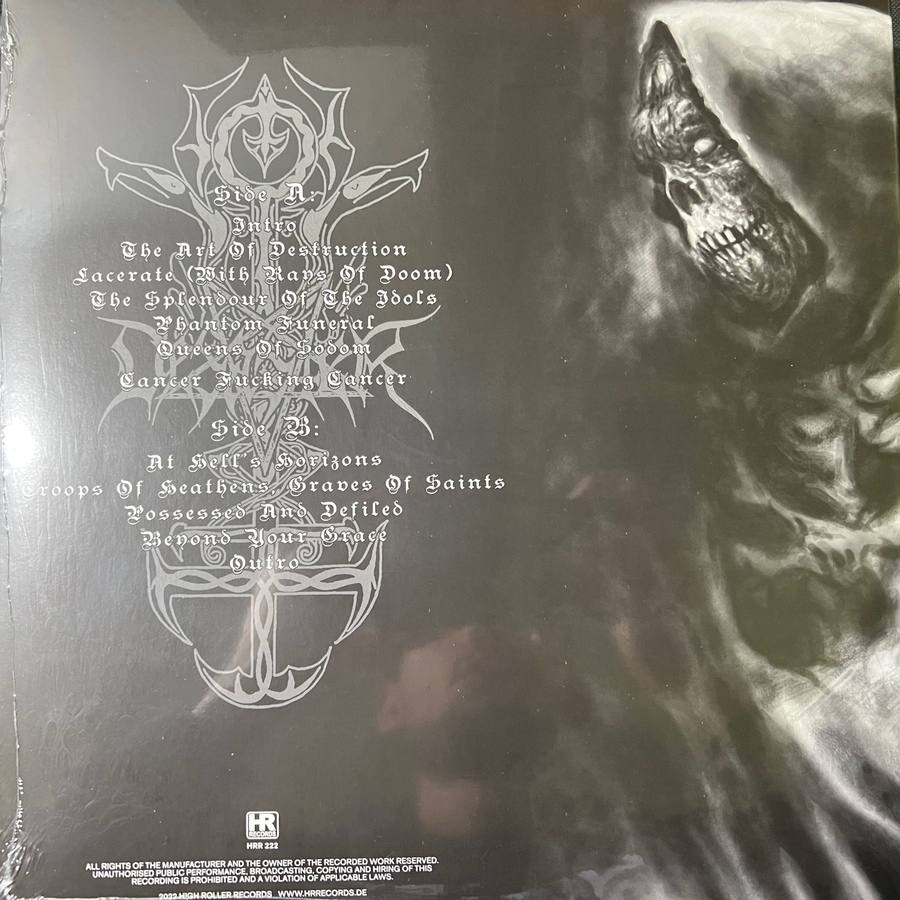 Side A:
Intro
The Art Of Destruction
Lacerate (With Rays Of Doom)
The Splendour Of The Idols
Phantom Funeral
Queens Of Sodom
Cancer Fucking Cancer
Side B:
At Hell's Horizons
Troops Of Heathens, Graves Of Saints
Possessed And Defiled
Beyond Your Grace
Outro
HR
RECORDS
HRR 222
ALL RIGHTS OF THE MANUFACTURER AND THE OWNER OF THE RECORDED WORK RESERVED.
UNAUTHORISED PUBLIC PERFORMANCE, BROADCASTING, COPYING AND HIRING OF THIS
RECORDING IS PROHIBITED AND A VIOLATION OF APPLICABLE LAWS.
2022 HIGH ROLLER RECORDS WWW.HRRECORDS.DE